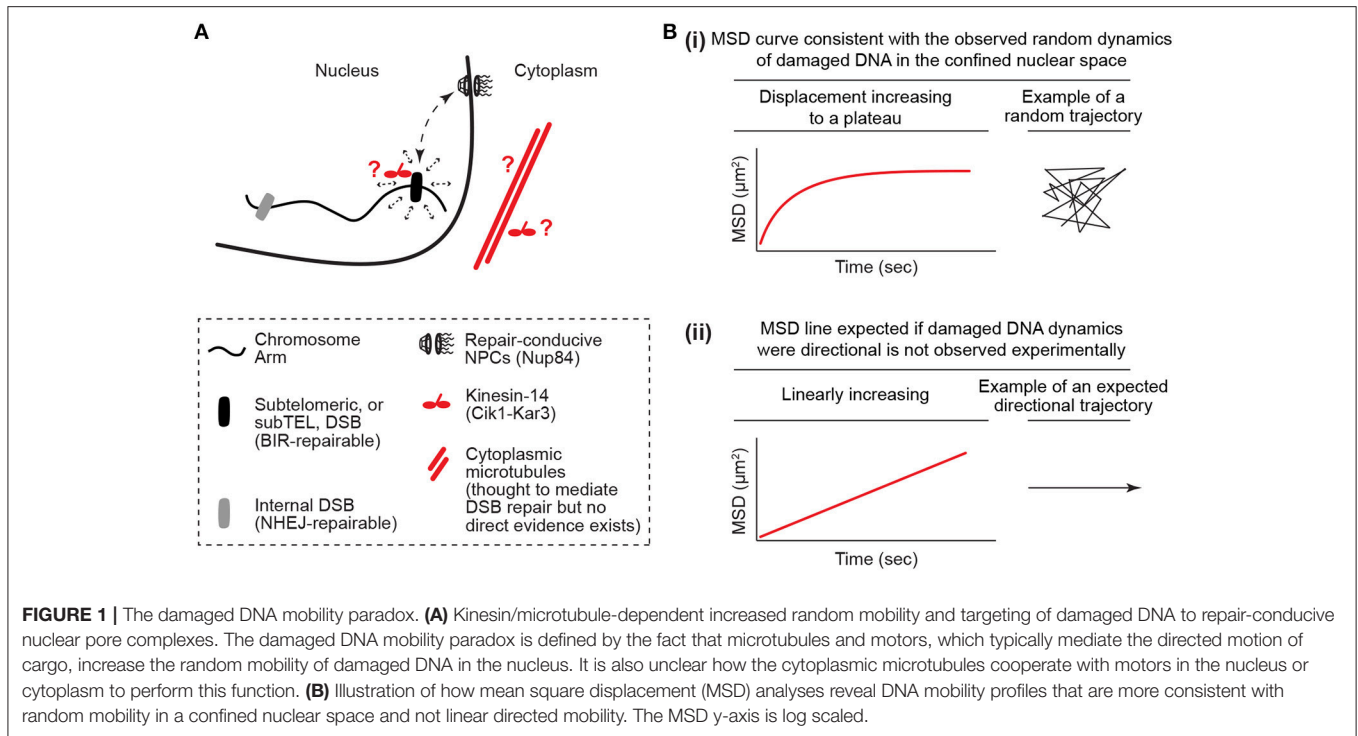 A
Nucleus
Cytoplasm
?
?
?
Chromosome
Arm
Subtelomeric, or
subTEL, DSB
(BIR-repairable)
Internal DSB
(NHEJ-repairable)
Repair-conducive
NPCs (Nup84)
Kinesin-14
(Cik1-Kar3)
Cytoplasmic
microtubules
(thought to mediate
DSB repair but no
direct evidence exists)
B
(i) MSD curve consistent with the observed random dynamics
of damaged DNA in the confined nuclear space
Displacement increasing
to a plateau
Example of a
random trajectory
MSD (µm²)
Time (sec)
(ii) MSD line expected if damaged DNA dynamics
were directional is not observed experimentally
Linearly increasing
Example of an expected
directional trajectory
MSD (µm²)
Time (sec)
FIGURE 1 | The damaged DNA mobility paradox. (A) Kinesin/microtubule-dependent increased random mobility and targeting of damaged DNA to repair-conducive
nuclear pore complexes. The damaged DNA mobility paradox is defined by the fact that microtubules and motors, which typically mediate the directed motion of
cargo, increase the random mobility of damaged DNA in the nucleus. It is also unclear how the cytoplasmic microtubules cooperate with motors in the nucleus or
cytoplasm to perform this function. (B) Illustration of how mean square displacement (MSD) analyses reveal DNA mobility profiles that are more consistent with
random mobility in a confined nuclear space and not linear directed mobility. The MSD y-axis is log scaled.